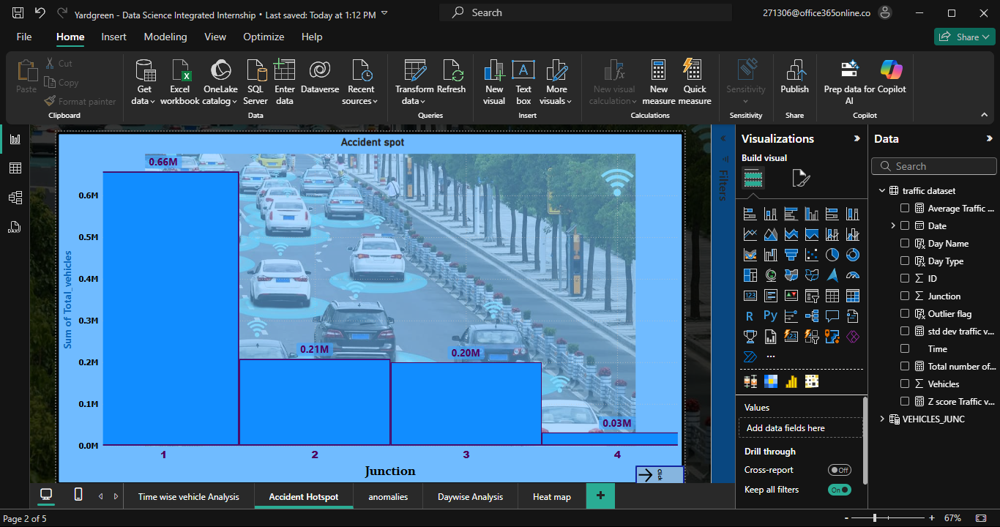 Yardgreen - Data Science Integrated Internship • Last saved: Today at 1:12 PM
Search
271306@office365online.co
File Home Insert Modeling View Optimize Help
Share
Paste
Cut
Copy
Format painter
Clipboard
Get data
Excel workbook
OneLake catalog
SQL Server
Enter data
Dataverse
Recent sources
Data
Transform data
Refresh
Queries
New visual
Text box
More visuals
Insert
New visual calculation
New measure
Quick measure
Calculations
Sensitivity
Sensitivity
Publish
Share
Prep data for AI
Copilot
Copilot
Accident spot
0.66M
0.6M
0.5M
0.4M
0.3M
0.2M
0.1M
0.0M
Sum of Total_vehicles
0.21M
0.20M
0.03M
1 2 3 4
Junction
Click
Filters
Visualizations
Build visual
R
Py
Values
Add data fields here
Drill through
Cross-report
Off
Keep all filters
On
Data
Search
traffic dataset
Average Traffic ...
Date
Day Name
Day Type
ID
Junction
Outlier flag
std dev traffic v...
Time
Total number of...
Vehicles
Z score Traffic v...
VEHICLES_JUNC
Time wise vehicle Analysis
Accident Hotspot
anomalies
Daywise Analysis
Heat map
+
Page 2 of 5
- + 67%